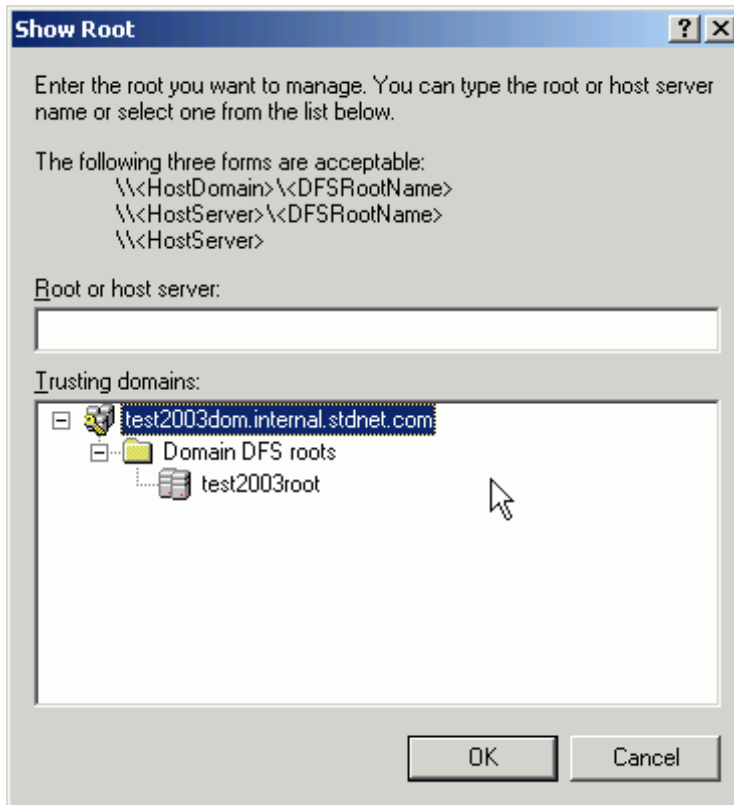 Show Root
Enter the root you want to manage. You can type the root or host server
name or select one from the list below.
The following three forms are acceptable:
\\<HostDomain>\<DFSRootName>
\\<HostServer>\<DFSRootName>
\\<HostServer>
Root or host server:
Trusting domains:
test2003dom.internal.stdnet.com
Domain DFS roots
test2003root
OK Cancel